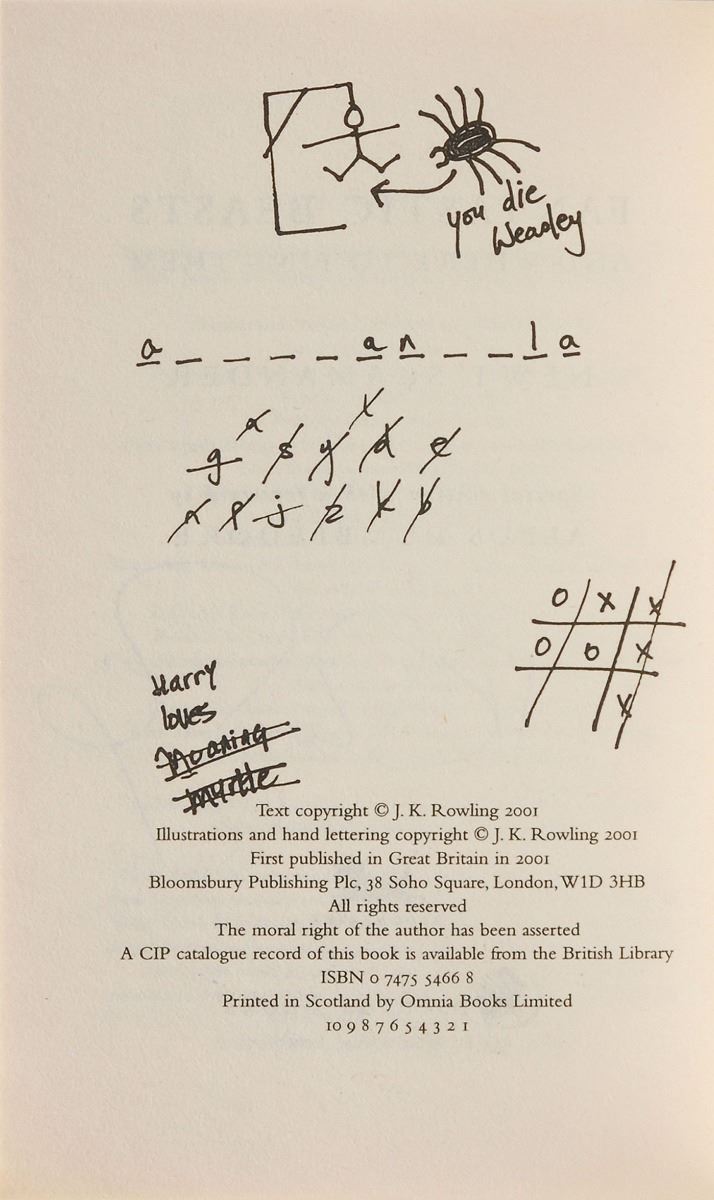 you die
Weasley
a _ _ _ _ a n _ _ l a
x
g s y d e
j z k b
O X X
O O X
X
Harry
loves
Moaning
Myrtle
Text copyright © J. K. Rowling 2001
Illustrations and hand lettering copyright © J. K. Rowling 2001
First published in Great Britain in 2001
Bloomsbury Publishing Plc, 38 Soho Square, London, W1D 3HB
All rights reserved
The moral right of the author has been asserted
A CIP catalogue record of this book is available from the British Library
ISBN 0 7475 5466 8
Printed in Scotland by Omnia Books Limited
10 9 8 7 6 5 4 3 2 1